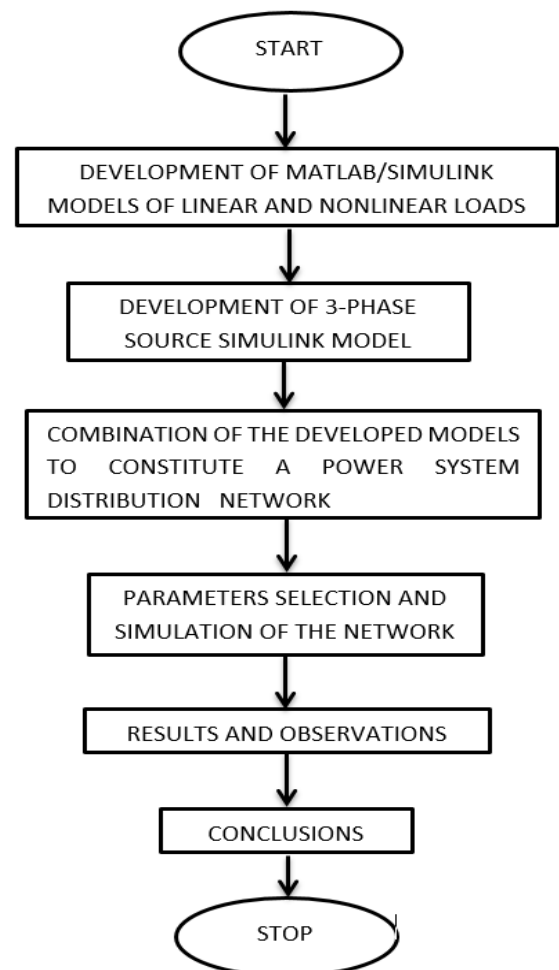 START
DEVELOPMENT OF MATLAB/SIMULINK
MODELS OF LINEAR AND NONLINEAR LOADS
DEVELOPMENT OF 3-PHASE
SOURCE SIMULINK MODEL
COMBINATION OF THE DEVELOPED MODELS
TO CONSTITUTE A POWER SYSTEM
DISTRIBUTION NETWORK
PARAMETERS SELECTION AND
SIMULATION OF THE NETWORK
RESULTS AND OBSERVATIONS
CONCLUSIONS
STOP